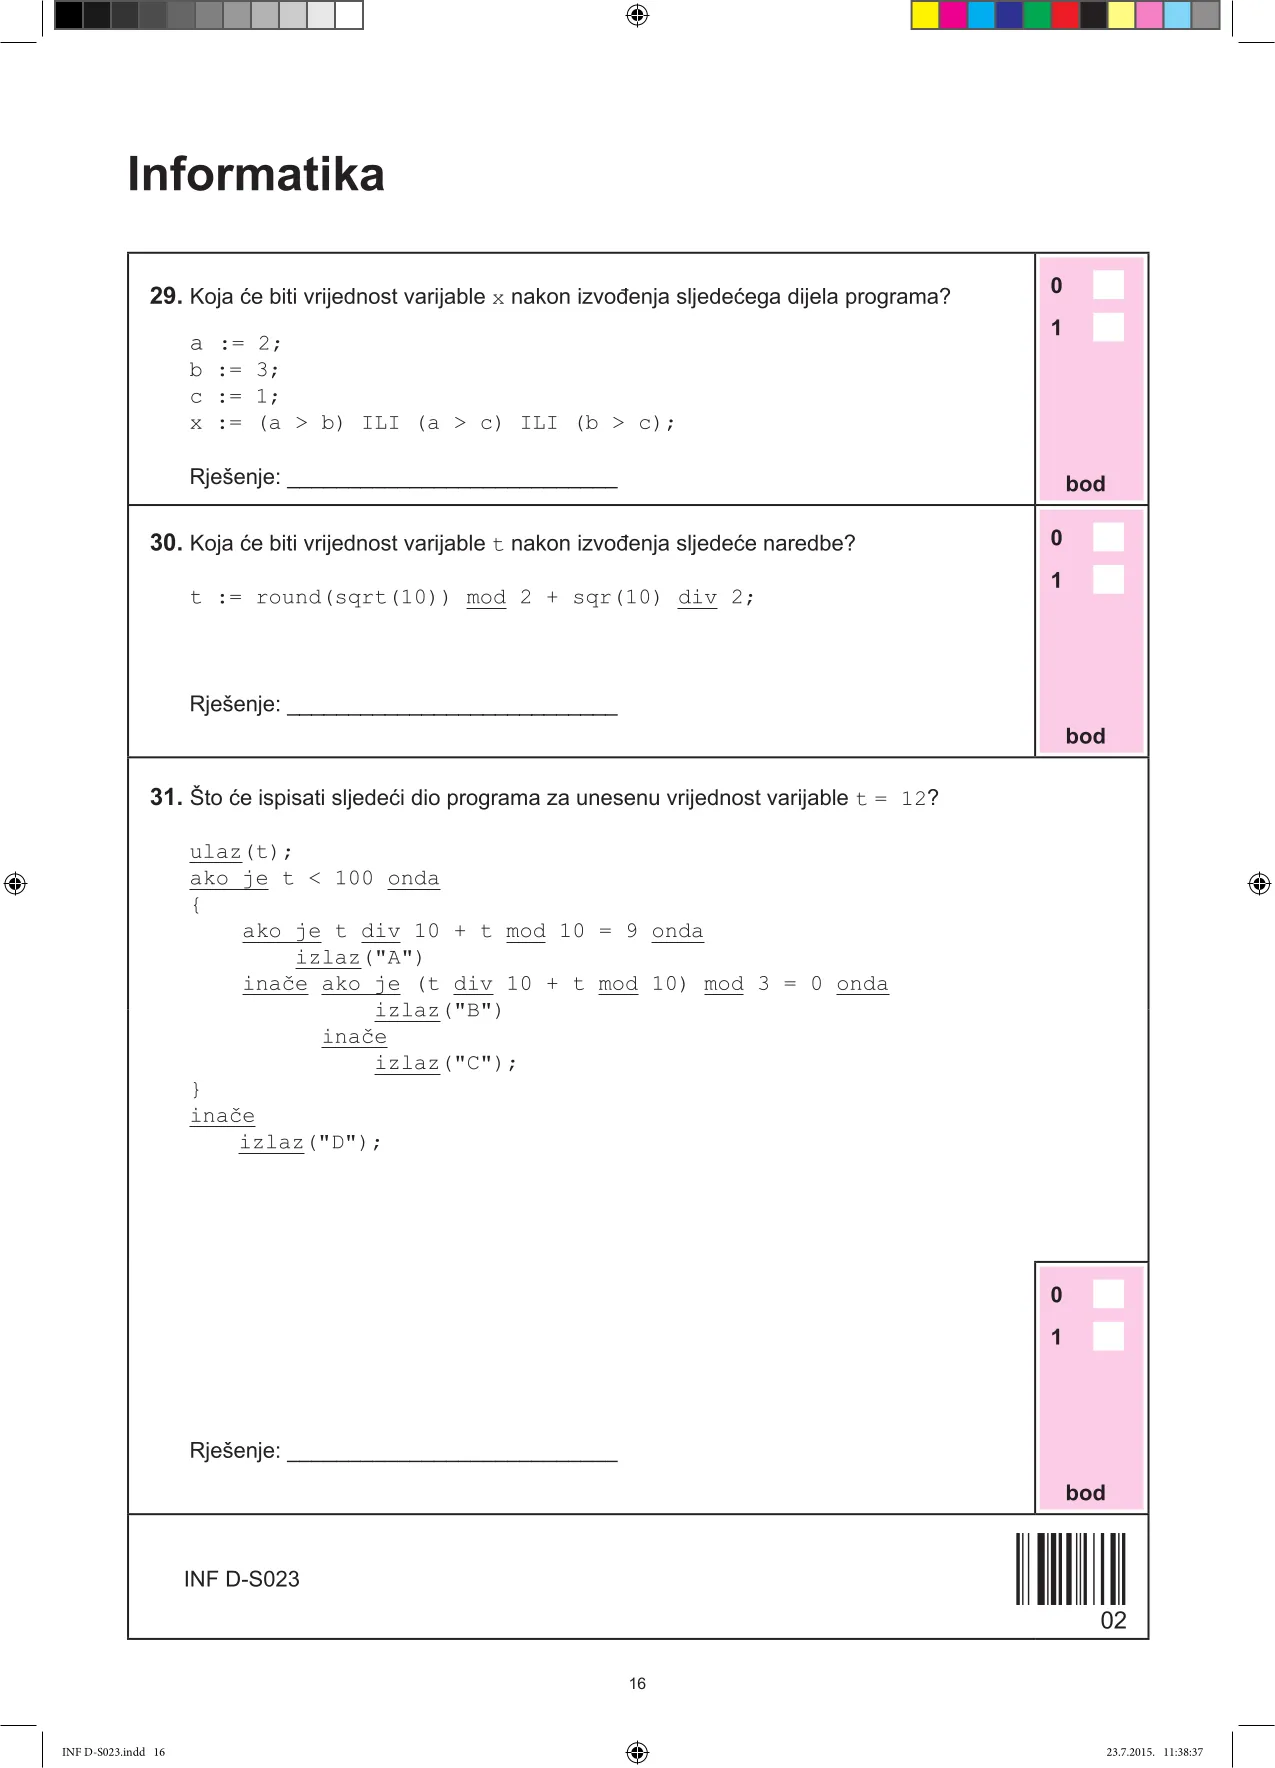 Informatika
29. Koja će biti vrijednost varijable x nakon izvođenja sljedećega dijela programa?
a := 2;
b := 3;
c := 1;
x := (a > b) ILI (a > c) ILI (b > c);
Rješenje: ___________________________
0
1
bod
30. Koja će biti vrijednost varijable t nakon izvođenja sljedeće naredbe?
t := round(sqrt(10)) mod 2 + sqr(10) div 2;
Rješenje: ___________________________
0
1
bod
31. Što će ispisati sljedeći dio programa za unesenu vrijednost varijable t = 12?
ulaz(t);
ako je t < 100 onda
{
ako je t div 10 + t mod 10 = 9 onda
izlaz("A")
inače ako je (t div 10 + t mod 10) mod 3 = 0 onda
izlaz("B")
inače
izlaz("C");
}
inače
izlaz("D");
Rješenje: ___________________________
0
1
bod
INF D-S023
02
16
INF D-S023.indd 16
23.7.2015. 11:38:37